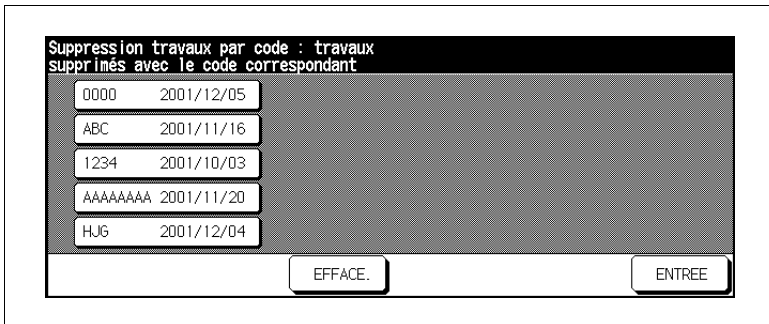 Suppression travaux par code : travaux
supprimés avec le code correspondant
0000 2001/12/05
ABC 2001/11/16
1234 2001/10/03
AAAAAAAA 2001/11/20
HJG 2001/12/04
EFFACE. ENTREE